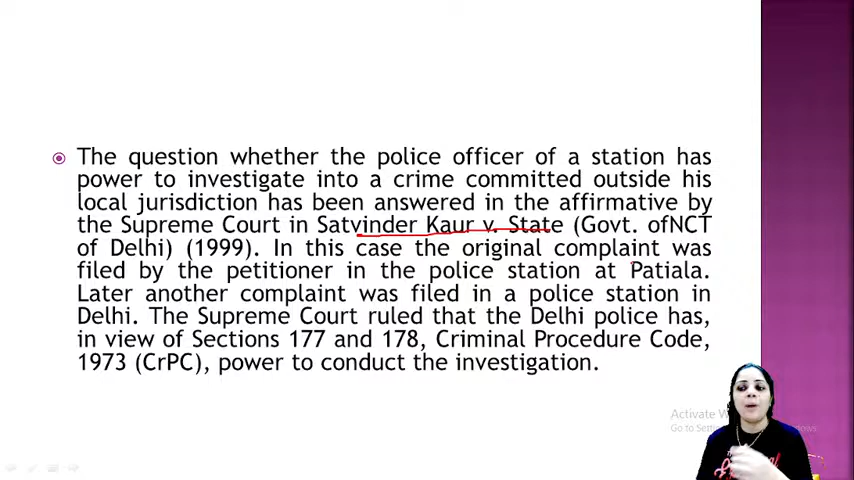 The question whether the police officer of a station has
power to investigate into a crime committed outside his
local jurisdiction has been answered in the affirmative by
the Supreme Court in Satvinder Kaur v. State (Govt. ofNCT
of Delhi) (1999). In this case the original complaint was
filed by the petitioner in the police station at Patiala.
Later another complaint was filed in a police station in
Delhi. The Supreme Court ruled that the Delhi police has,
in view of Sections 177 and 178, Criminal Procedure Code,
1973 (CrPC), power to conduct the investigation.
Activate
Go to